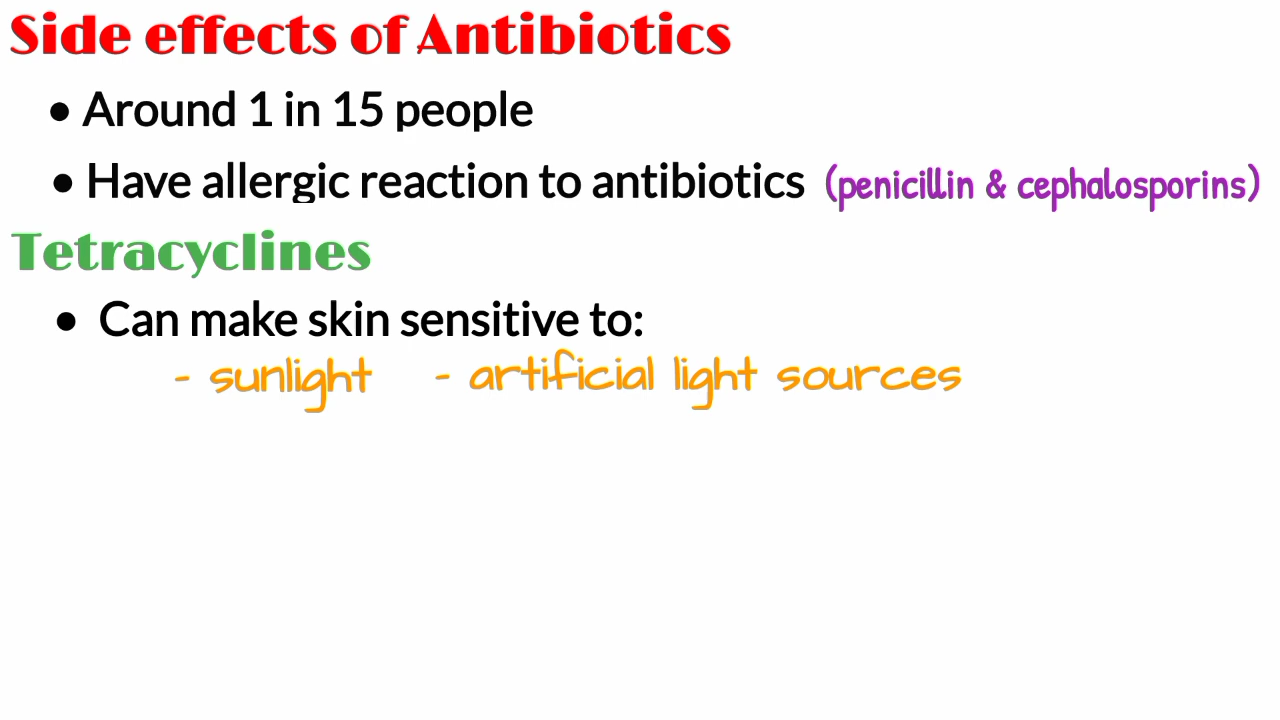 Side effects of Antibiotics
• Around 1 in 15 people
• Have allergic reaction to antibiotics (penicillin & cephalosporins)
Tetracyclines
• Can make skin sensitive to:
- sunlight - artificial light sources